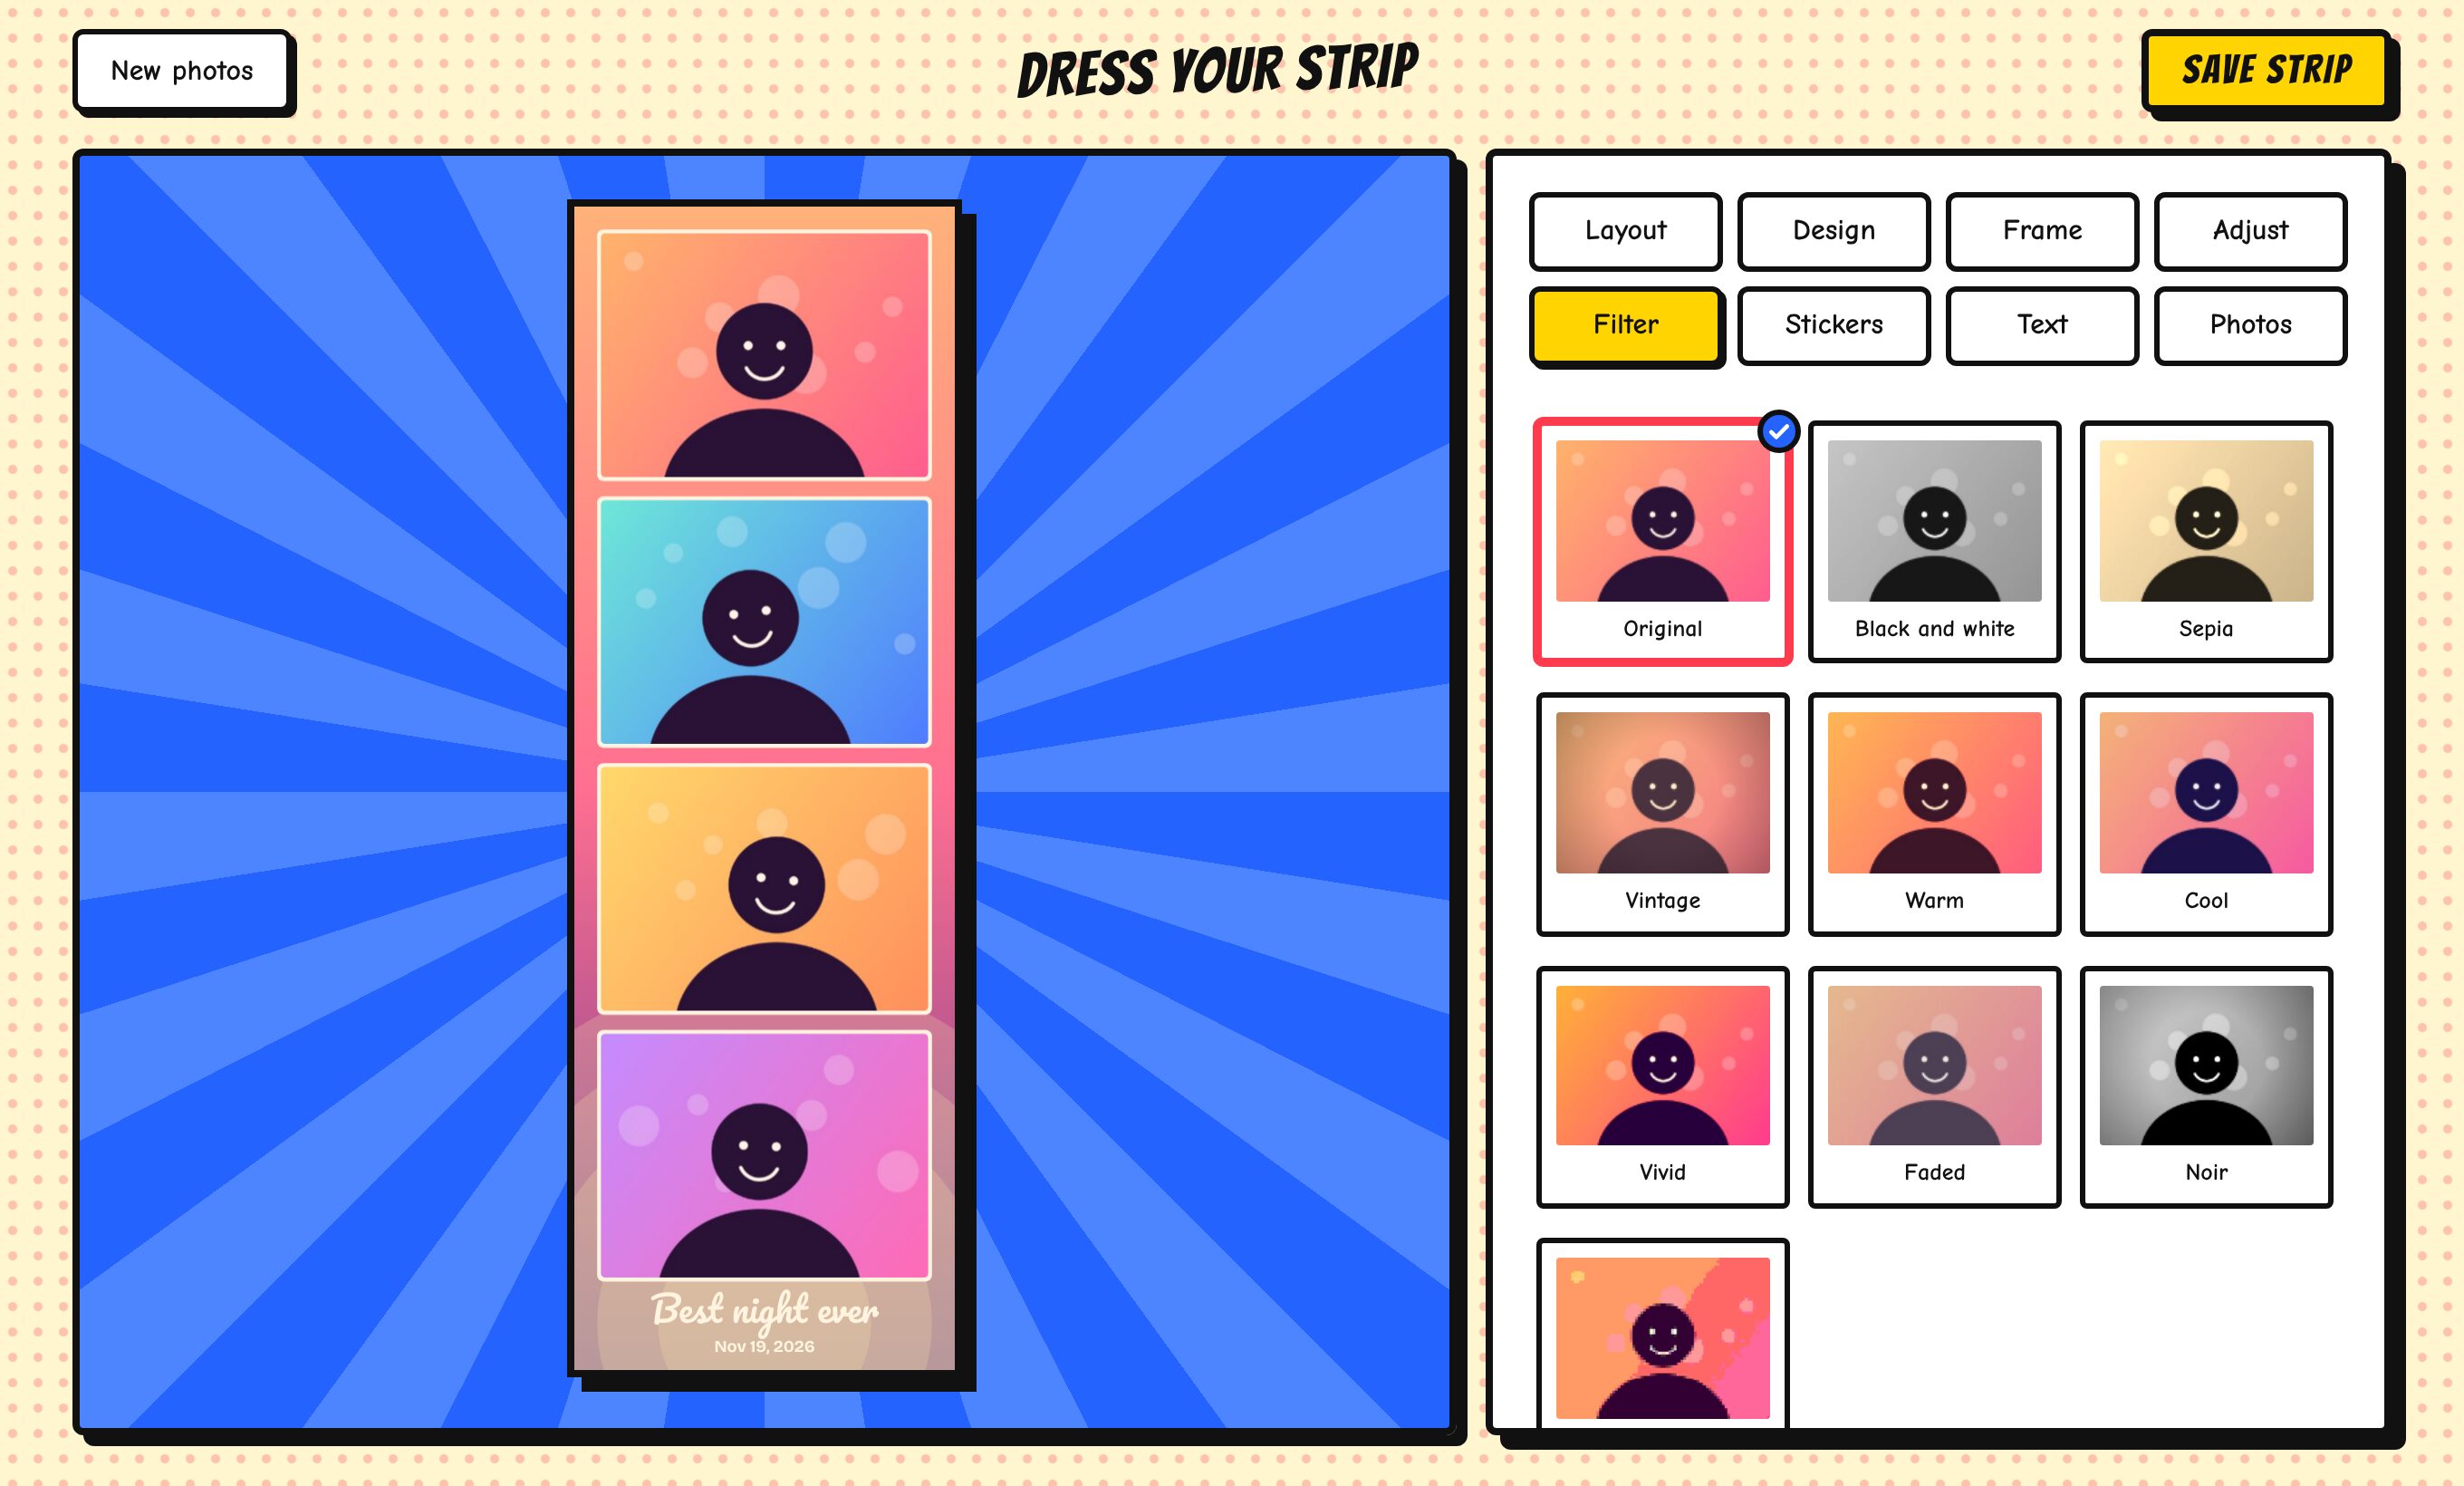 New photos
DRESS YOUR STRIP
SAVE STRIP
Layout
Design
Frame
Adjust
Filter
Stickers
Text
Photos
Original
Black and white
Sepia
Vintage
Warm
Cool
Vivid
Faded
Noir
Best night ever
Nov 19, 2026